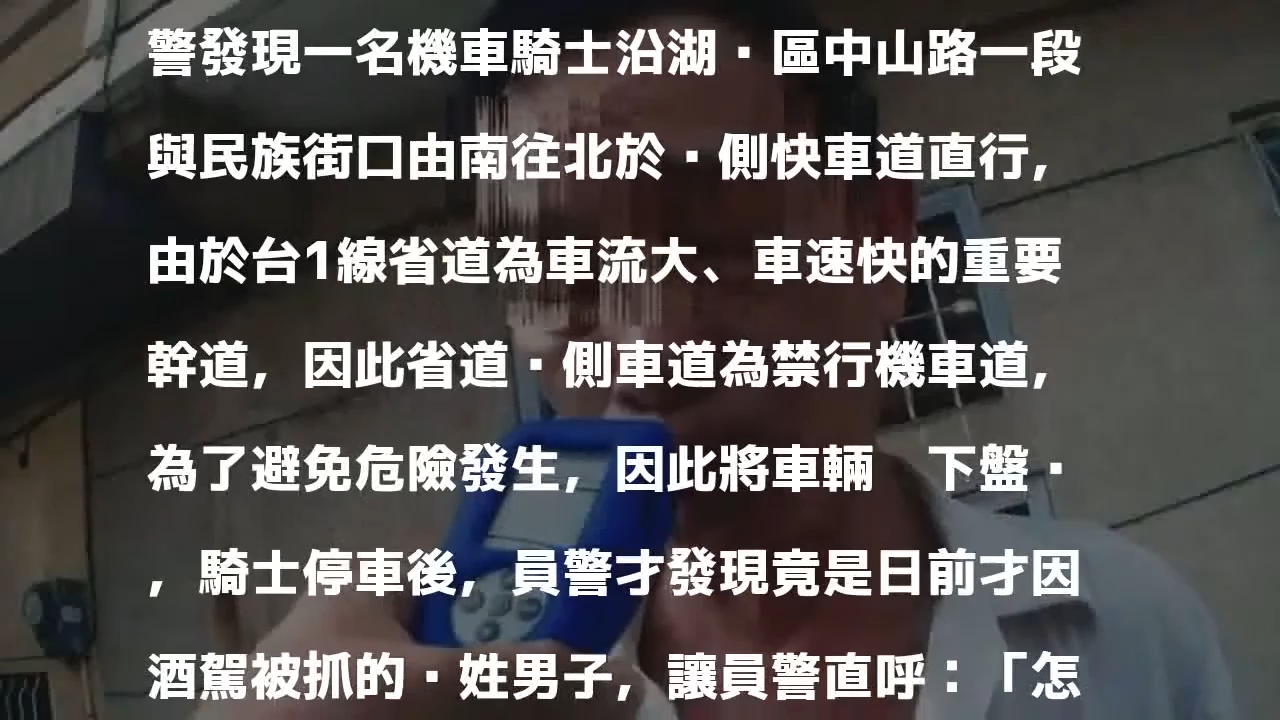 警發現一名機車騎士沿湖▪區中山路一段
與民族街口由南往北於▪側快車道直行，
由於台1線省道為車流大、車速快的重要
幹道，因此省道▪側車道為禁行機車道，
為了避免危險發生，因此將車輛　下盤▪
，騎士停車後，員警才發現竟是日前才因
酒駕被抓的▪姓男子，讓員警直呼：「怎